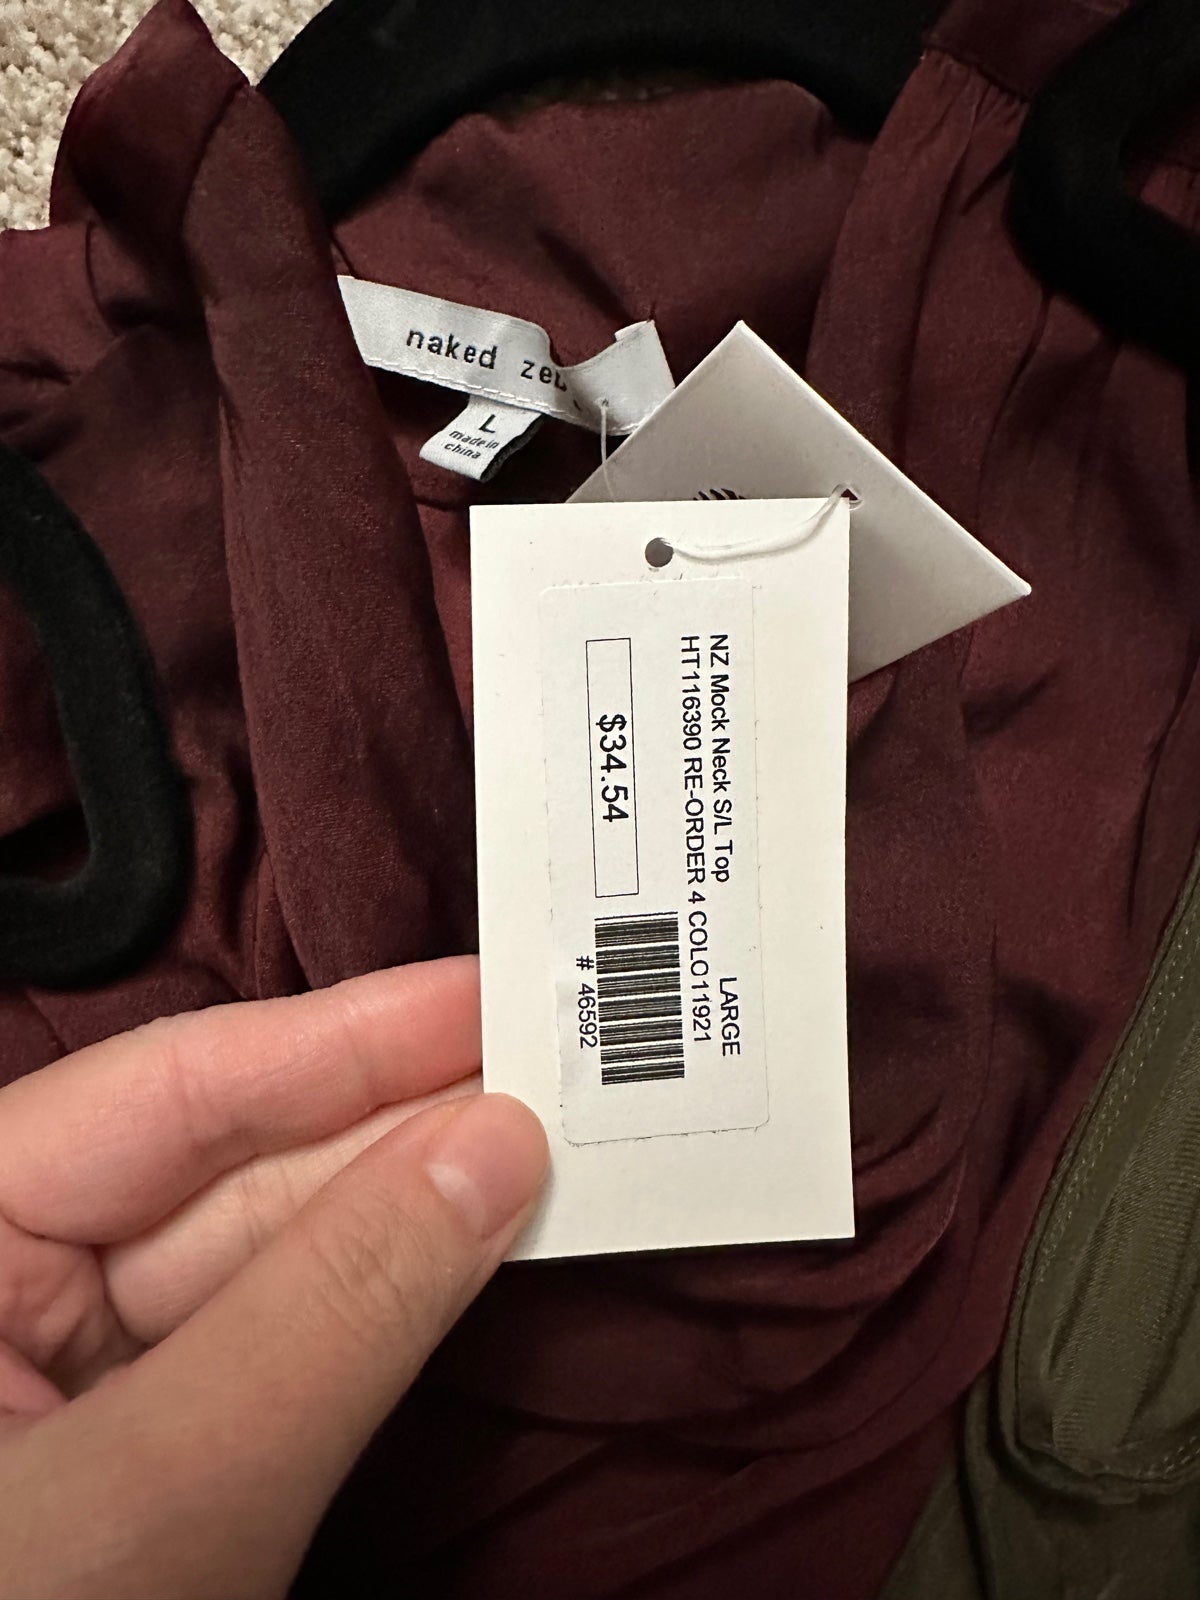 naked
L
made in
china
NZ Mock Neck S/L Top
LARGE
HT116390 RE-ORDER 4 COLO11921
$34.54
# 46592